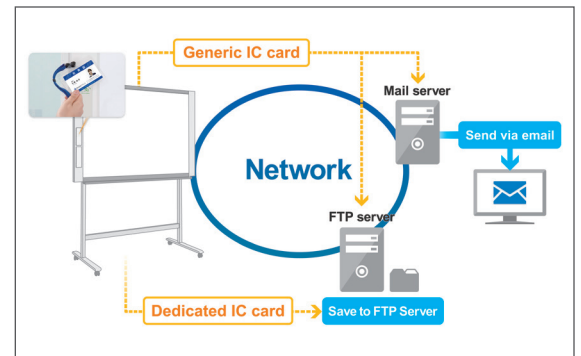 Generic IC card
Mail server
Send via email
Network
FTP server
Dedicated IC card
Save to FTP Server